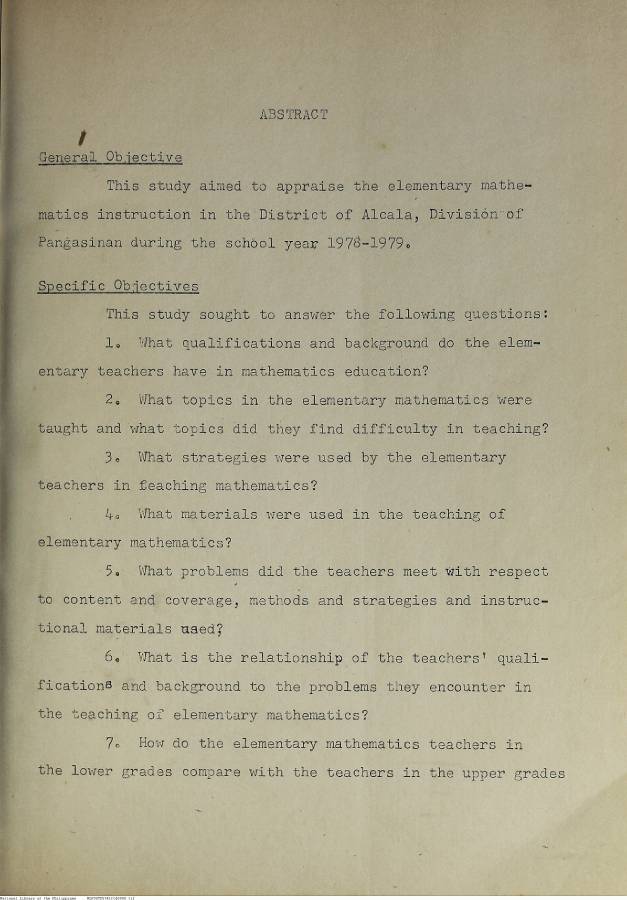 ABSTRACT
General Objective
This study aimed to appraise the elementary mathe-
matics instruction in the District of Alcala, División of
Pangasinan during the school year 1978-1979.
Specific Objectives
This study sought to answer the following questions:
1. What qualifications and background do the elem-
entary teachers have in mathematics education?
2. What topics in the elementary mathematics were
taught and what topics did they find difficulty in teaching?
3. What strategies were used by the elementary
teachers in teaching mathematics?
4. What materials were used in the teaching of
elementary mathematics?
5. What problems did the teachers meet with respect
to content and coverage, methods and strategies and instruc-
tional materials used?
6. What is the relationship of the teachers' quali-
fications and background to the problems they encounter in
the teaching of elementary mathematics?
7. How do the elementary mathematics teachers in
the lower grades compare with the teachers in the upper grades
National Library of the Philippines